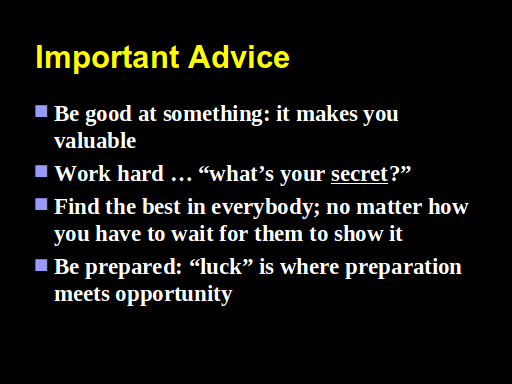 Important Advice
Be good at something: it makes you
valuable
Work hard … “what’s your secret?”
Find the best in everybody; no matter how
you have to wait for them to show it
Be prepared: “luck” is where preparation
meets opportunity